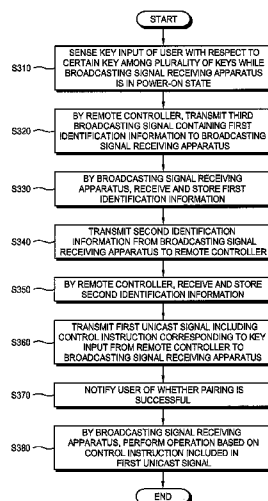 START
S310
SENSE KEY INPUT OF USER WITH RESPECT TO
CERTAIN KEY AMONG PLURALITY OF KEYS WHILE
BROADCASTING SIGNAL RECEIVING APPARATUS
IS IN POWER-ON STATE
S320
BY REMOTE CONTROLLER, TRANSMIT THIRD
BROADCASTING SIGNAL CONTAINING FIRST
IDENTIFICATION INFORMATION TO BROADCASTING
SIGNAL RECEIVING APPARATUS
S330
BY BROADCASTING SIGNAL RECEIVING
APPARATUS, RECEIVE AND STORE FIRST
IDENTIFICATION INFORMATION
S340
TRANSMIT SECOND IDENTIFICATION
INFORMATION FROM BROADCASTING SIGNAL
RECEIVING APPARATUS TO REMOTE CONTROLLER
S350
BY REMOTE CONTROLLER, RECEIVE AND STORE
SECOND IDENTIFICATION INFORMATION
S360
TRANSMIT FIRST UNICAST SIGNAL INCLUDING
CONTROL INSTRUCTION CORRESPONDING TO KEY
INPUT FROM REMOTE CONTROLLER TO
BROADCASTING SIGNAL RECEIVING APPARATUS
S370
NOTIFY USER OF WHETHER PAIRING IS
SUCCESSFUL
S380
BY BROADCASTING SIGNAL RECEIVING
APPARATUS, PERFORM OPERATION BASED ON
CONTROL INSTRUCTION INCLUDED IN
FIRST UNICAST SIGNAL
END